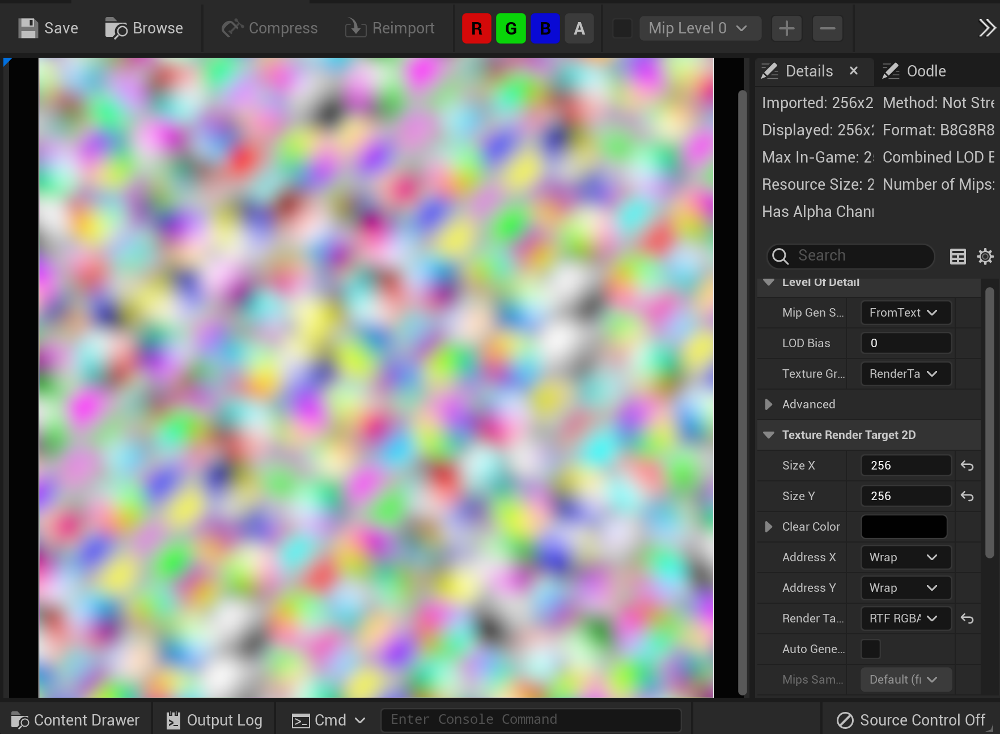 Save Browse Compress Reimport R G B A Mip Level 0
Details Oodle
Imported: 256x2 Method: Not Stre
Displayed: 256x2 Format: B8G8R8
Max In-Game: 2 Combined LOD B
Resource Size: 2 Number of Mips:
Has Alpha Chan
Search
Level Of Detail
Mip Gen S... FromText
LOD Bias 0
Texture Gr... RenderTa
Advanced
Texture Render Target 2D
Size X 256
Size Y 256
Clear Color
Address X Wrap
Address Y Wrap
Render Ta... RTF RGBA
Auto Gene...
Mips Sam... Default (fr
Content Drawer Output Log Cmd Enter Console Command Source Control Off